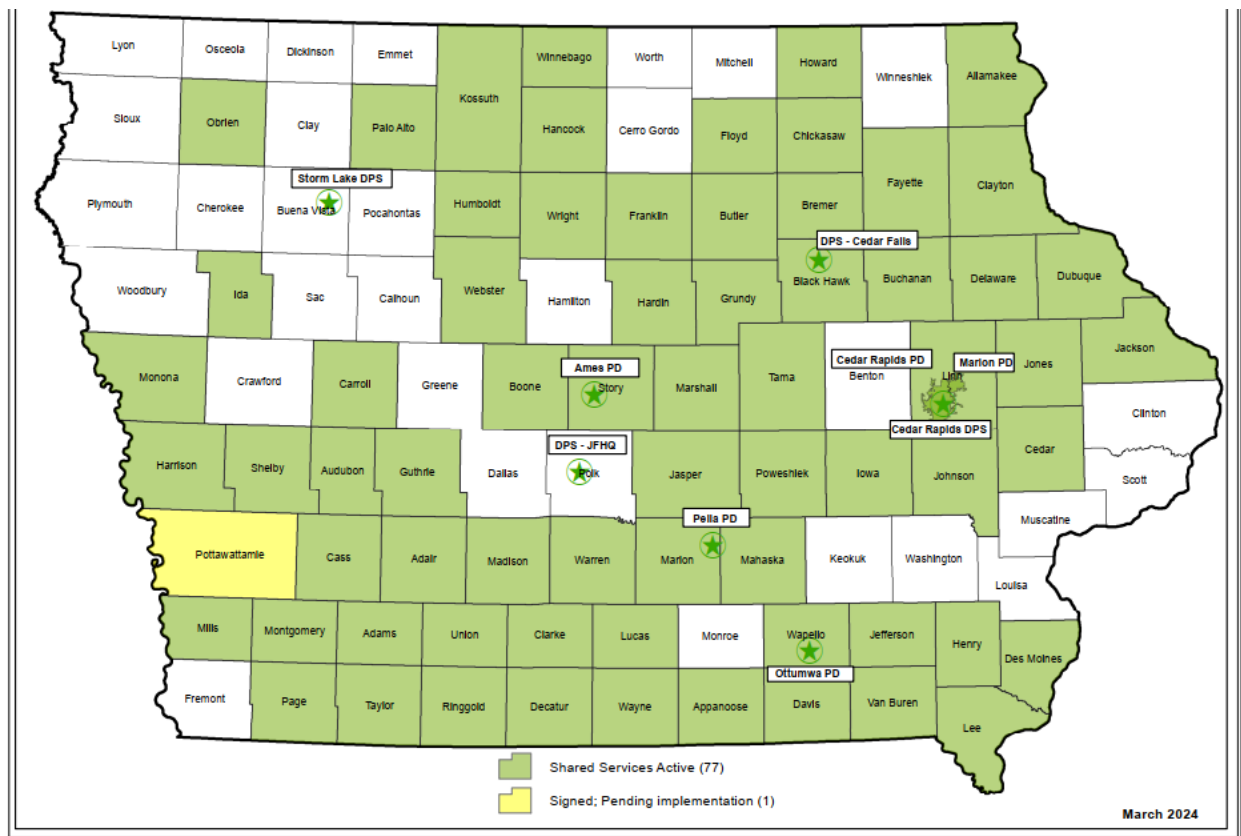 Lyon
Osceola
Dickinson
Emmet
Winnebago
Worth
Mitchell
Howard
Winneshiek
Allamakee
Kossuth
Sioux
Obrien
Clay
Palo Alto
Hancock
Cerro Gordo
Floyd
Chickasaw
Storm Lake DPS
Plymouth
Cherokee
Buena Vista
Pocahontas
Humboldt
Wright
Franklin
Butler
Bremer
Fayette
Clayton
DPS - Cedar Falls
Woodbury
Ida
Sac
Calhoun
Webster
Hamilton
Hardin
Grundy
Black Hawk
Buchanan
Delaware
Dubuque
Monona
Crawford
Carroll
Greene
Boone
Ames PD
Story
Marshall
Tama
Cedar Rapids PD
Benton
Marion PD
Linn
Jones
Jackson
Clinton
Cedar Rapids DPS
Harrison
Shelby
Audubon
Guthrie
Dallas
DPS - JFHQ
Polk
Jasper
Poweshiek
Iowa
Johnson
Cedar
Scott
Muscatine
Pottawattamie
Cass
Adair
Madison
Warren
Marion
Pella PD
Mahaska
Keokuk
Washington
Louisa
Mills
Montgomery
Adams
Union
Clarke
Lucas
Monroe
Wapello
Jefferson
Henry
Des Moines
Ottumwa PD
Fremont
Page
Taylor
Ringgold
Decatur
Wayne
Appanoose
Davis
Van Buren
Lee
Shared Services Active (77)
Signed; Pending implementation (1)
March 2024